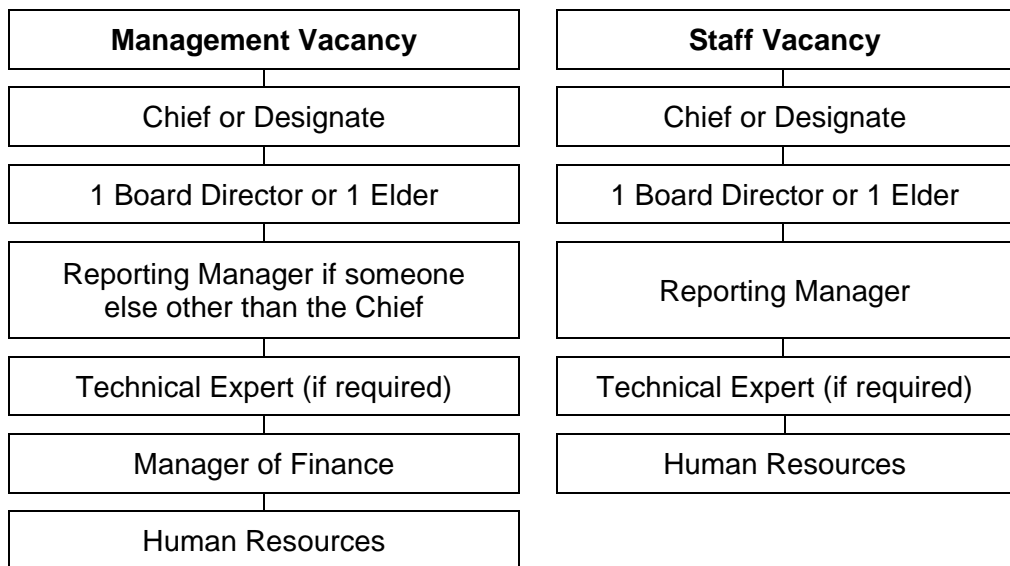 Management Vacancy
Chief or Designate
1 Board Director or 1 Elder
Reporting Manager if someone
else other than the Chief
Technical Expert (if required)
Manager of Finance
Human Resources
Staff Vacancy
Chief or Designate
1 Board Director or 1 Elder
Reporting Manager
Technical Expert (if required)
Human Resources